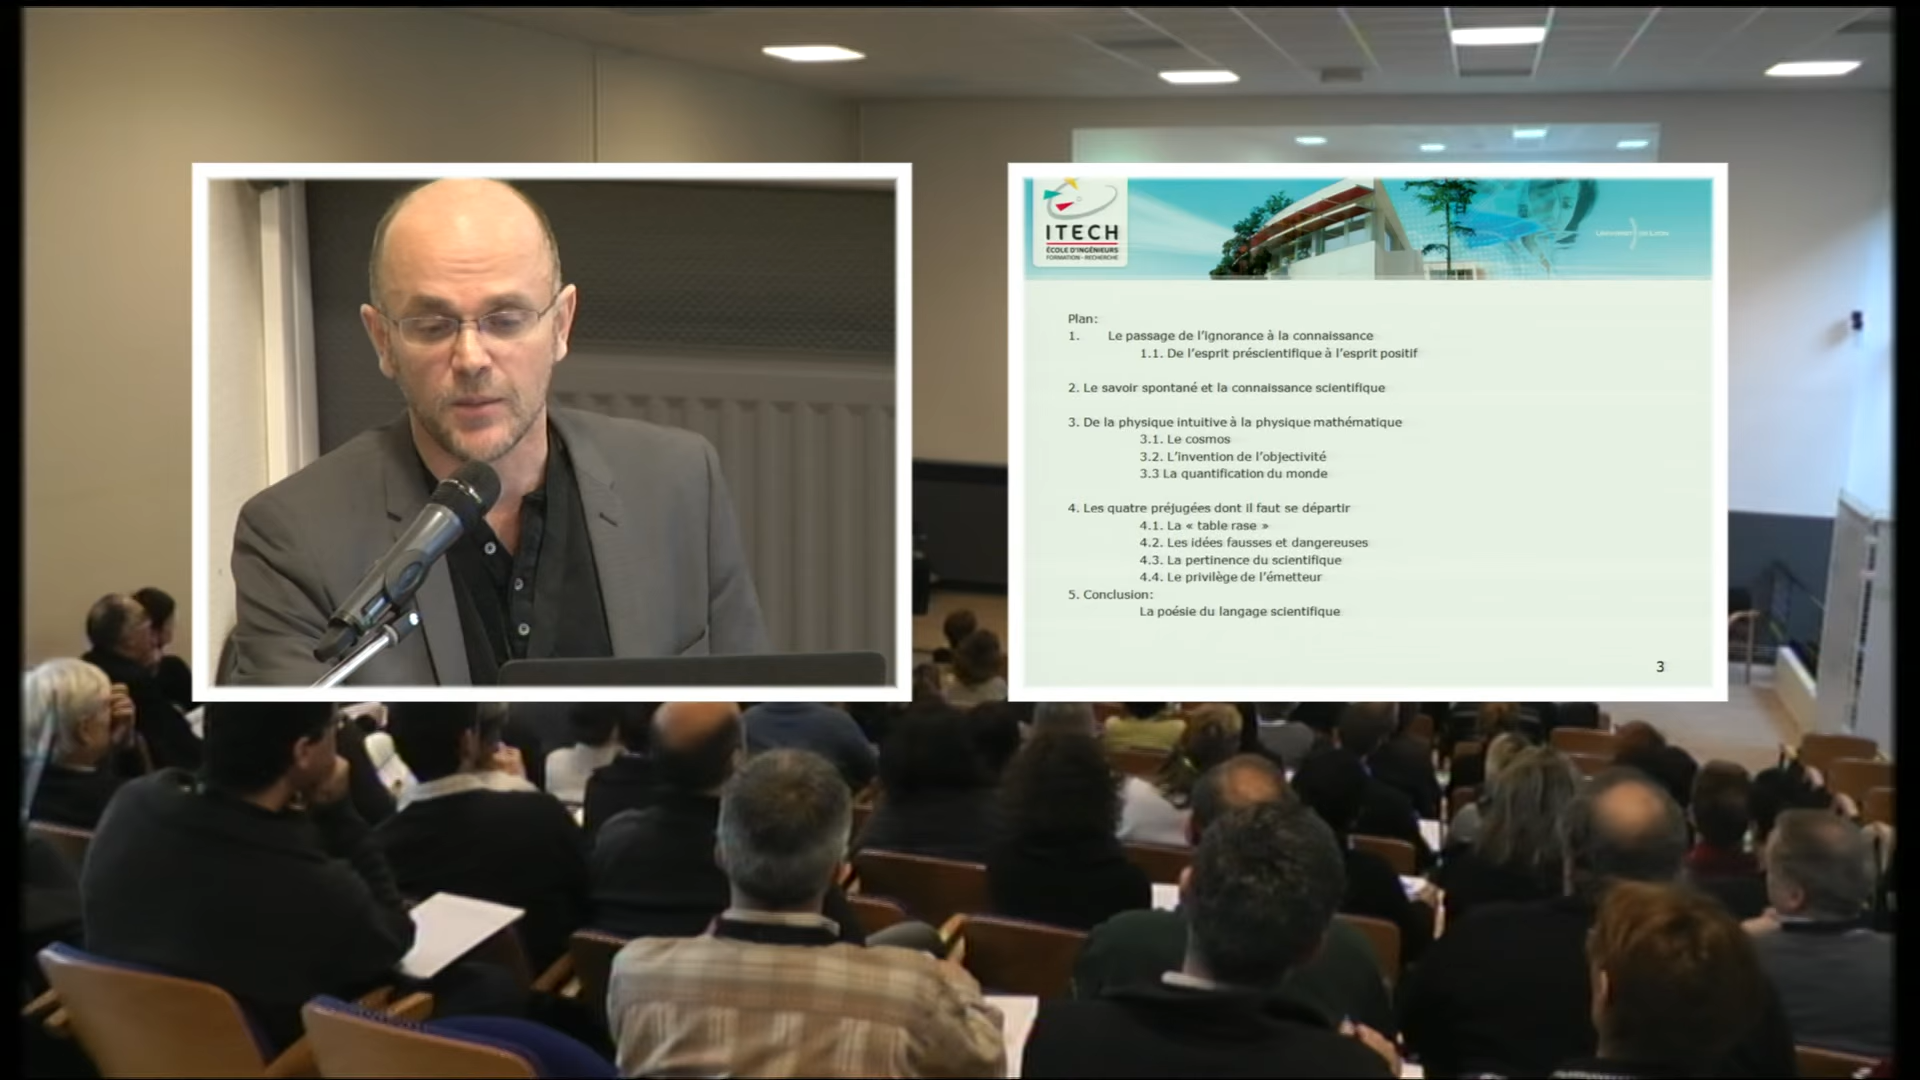 ITECH
ÉCOLE D'INGÉNIEURS
FORMATION - RECHERCHE
UNIVERSITÉ DE LYON
Plan:
1. Le passage de l'ignorance à la connaissance
1.1. De l'esprit préscientifique à l'esprit positif
2. Le savoir spontané et la connaissance scientifique
3. De la physique intuitive à la physique mathématique
3.1. Le cosmos
3.2. L'invention de l'objectivité
3.3 La quantification du monde
4. Les quatre préjugées dont il faut se départir
4.1. La « table rase »
4.2. Les idées fausses et dangereuses
4.3. La pertinence du scientifique
4.4. Le privilège de l'émetteur
5. Conclusion:
La poésie du langage scientifique
3